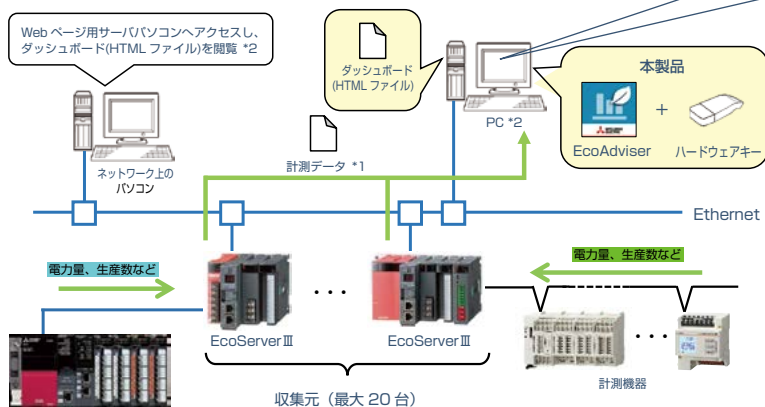 Web ページ用サーバパソコンへアクセスし、
ダッシュボード(HTML ファイル)を閲覧 *2
ダッシュボード
(HTML ファイル)
本製品
EcoAdviser
+
ハードウェアキー
PC *2
ネットワーク上の
パソコン
計測データ *1
Ethernet
電力量、生産数など
電力量、生産数など
EcoServerⅢ
EcoServerⅢ
計測機器
収集元（最大 20 台）